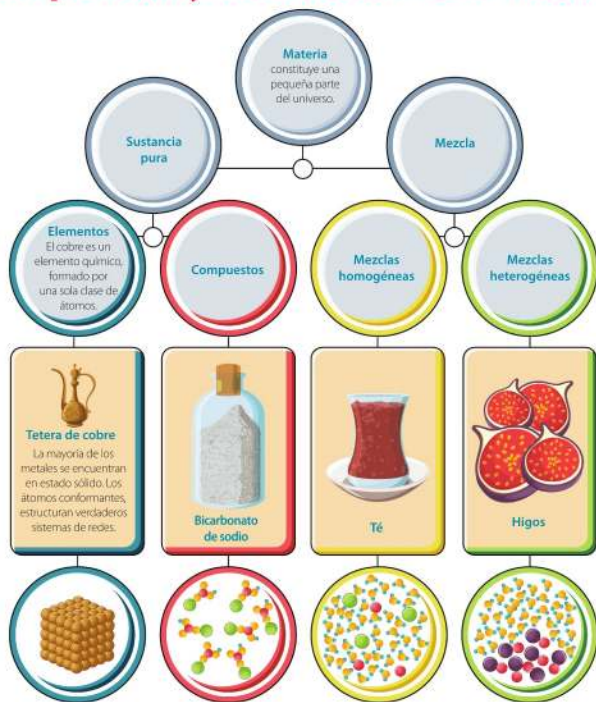 Materia
constituye una
pequeña parte
del universo.
Sustancia
pura
Mezcla
Elementos
El cobre es un
elemento químico,
formado por
una sola clase de
átomos.
Compuestos
Mezclas
homogéneas
Mezclas
heterogéneas
Tetera de cobre
La mayoría de los
metales se encuentran
en estado sólido. Los
átomos conformantes,
estructuran verdaderos
sistemas de redes.
Bicarbonato
de sodio
Té
Higos